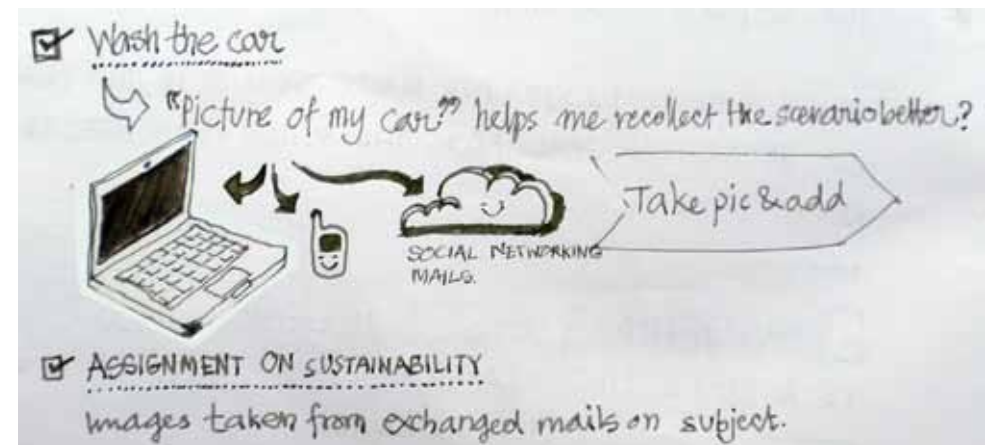 Wash the car
"Picture of my car" helps me recollect the scenario better?
Take pic & add
SOCIAL NETWORKING
MAILS.
ASSIGNMENT ON SUSTAINABILITY
Images taken from exchanged mails on subject.